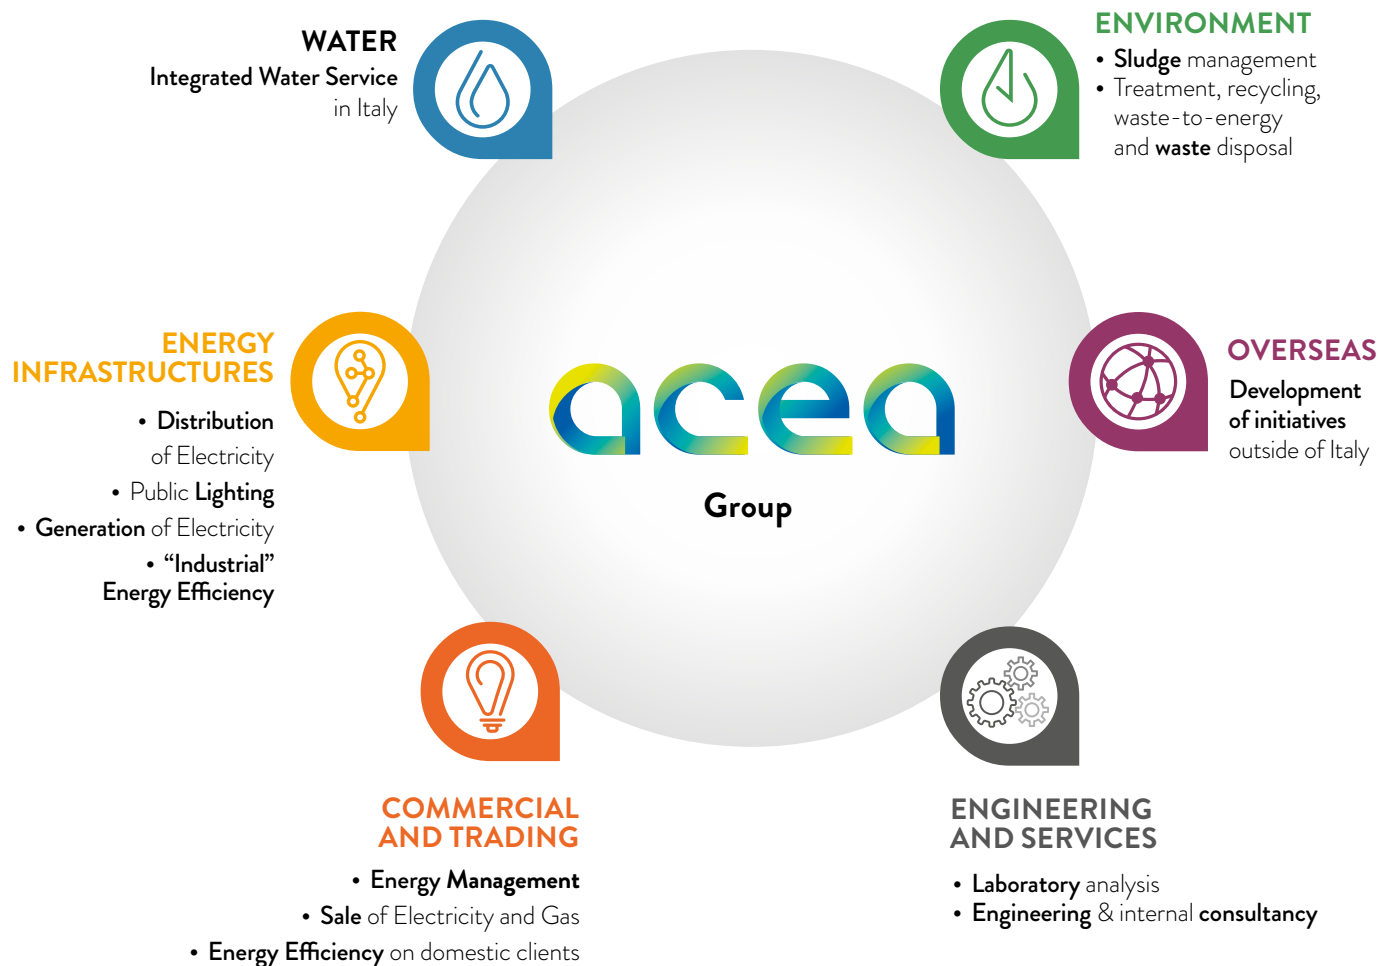 WATER
Integrated Water Service
in Italy
ENVIRONMENT
• Sludge management
• Treatment, recycling,
waste-to-energy
and waste disposal
ENERGY
INFRASTRUCTURES
• Distribution
of Electricity
• Public Lighting
• Generation of Electricity
• “Industrial”
Energy Efficiency
acea
Group
OVERSEAS
Development
of initiatives
outside of Italy
COMMERCIAL
AND TRADING
• Energy Management
• Sale of Electricity and Gas
• Energy Efficiency on domestic clients
ENGINEERING
AND SERVICES
• Laboratory analysis
• Engineering & internal consultancy